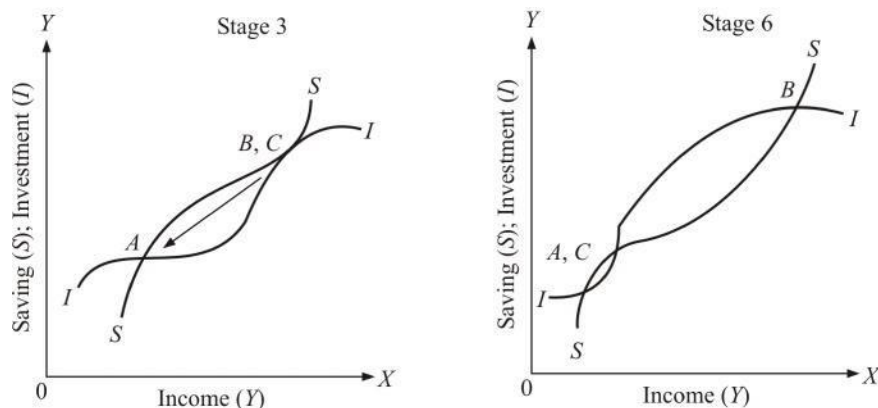 Y
Stage 3
Saving (S); Investment (I)
S
B, C
I
A
I
S
0
X
Income (Y)
Y
Stage 6
Saving (S); Investment (I)
S
B
I
A, C
I
S
0
X
Income (Y)